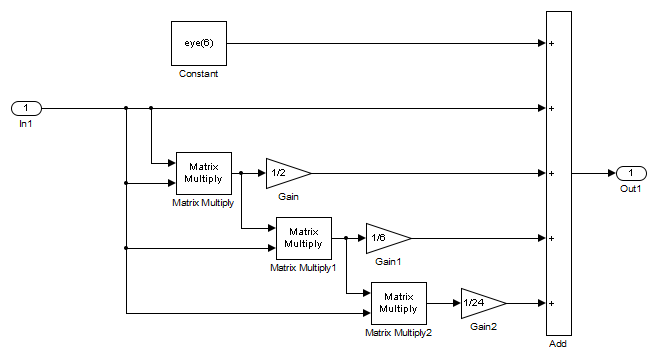 eye(6)
Constant
+
1
In1
+
Matrix
Multiply
Matrix Multiply
1/2
Gain
+
1
Out1
Matrix
Multiply
Matrix Multiply1
1/6
Gain1
+
Matrix
Multiply
Matrix Multiply2
1/24
Gain2
+
Add